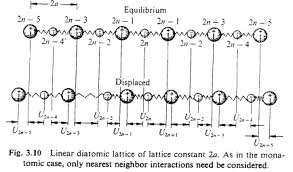 2a
Equilibrium
2n − 5 2n − 3 2n − 1 2n − 1 2n + 3 2n − 5
2n − 4 2n − 2 2n 2n − 2 2n − 4
Displaced
U2n−5 U2n−4 U2n−3 U2n−2 U2n−1 U2n U2n+1 U2n−2 U2n−4 U2n−5
Fig. 3.10 Linear diatomic lattice of lattice constant 2a. As in the mona-
tomic case, only nearest neighbor interactions need be considered.